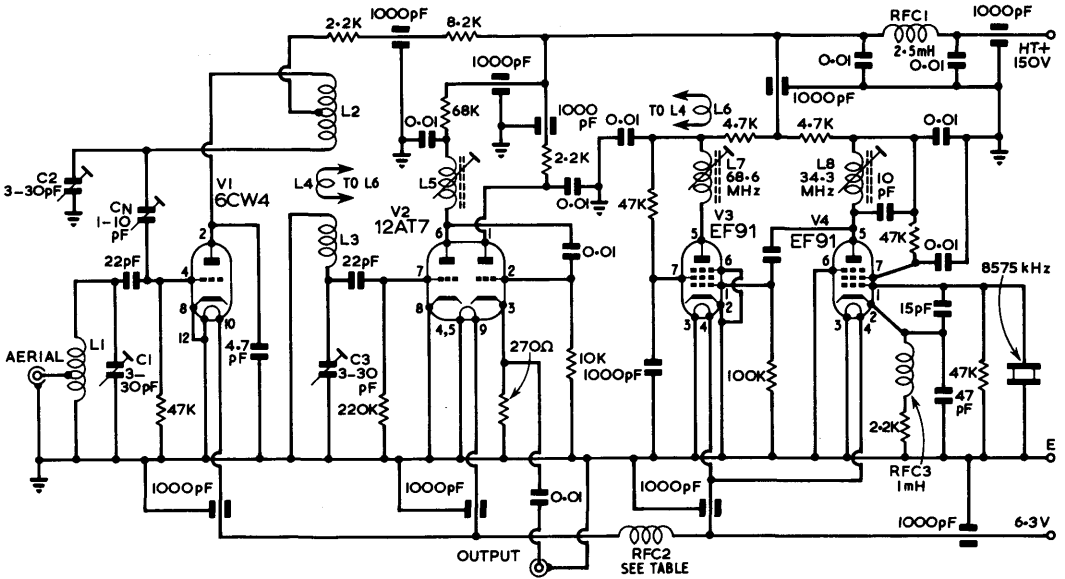 1000pF
2·2K
8·2K
RFC1
2·5mH
1000pF
HT+
150V
0·01
0·01
1000pF
1000pF
68K
0·01
1000
pF
2·2K
0·01
0·01
L2
L6
TO L4
4·7K
4·7K
0·01
C2
3–30pF
CN
1–10
pF
V1
6CW4
L4
TO L6
L5
V2
12AT7
L7
68·6
MHz
L8
34·3
MHz
10
pF
47K
V3
EF91
V4
EF91
47K
0·01
0·01
8575 kHz
L3
22pF
22pF
2
4
8
10
12
6
1
7
2
8
3
4,5
9
5
6
7
1
2
3
4
5
6
7
1
2
3
4
15pF
AERIAL
L1
C1
3–
30pF
4·7
pF
47K
C3
3–30
pF
220K
270Ω
10K
1000pF
100K
47K
47
pF
2·2K
RFC3
1mH
E
1000pF
1000pF
0·01
1000pF
1000pF
6·3V
OUTPUT
RFC2
SEE TABLE